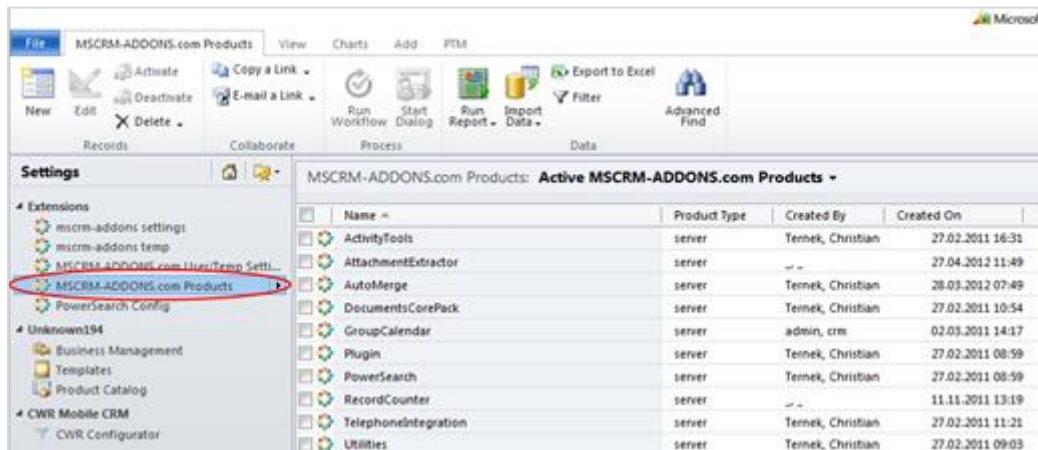 Microsof
File MSCRM-ADDONS.com Products View Charts Add PTM
New
Edit
Activate
Deactivate
Delete
Copy a Link
E-mail a Link
Run Workflow
Start Dialog
Run Report
Import Data
Export to Excel
Filter
Advanced Find
Records Collaborate Process Data
Settings
MSCRM-ADDONS.com Products: Active MSCRM-ADDONS.com Products
Extensions
mscrm-addons settings
mscrm-addons temp
MSCRM-ADDONS.com User/Temp Setti...
MSCRM-ADDONS.com Products
PowerSearch Config
Unknown194
Business Management
Templates
Product Catalog
CWR Mobile CRM
CWR Configurator
Name Product Type Created By Created On
ActivityTools server Ternek, Christian 27.02.2011 16:31
AttachmentExtractor server _, _ 27.04.2012 11:49
AutoMerge server Ternek, Christian 28.03.2012 07:49
DocumentsCorePack server Ternek, Christian 27.02.2011 10:54
GroupCalendar server admin, crm 02.03.2011 14:17
Plugin server Ternek, Christian 27.02.2011 08:59
PowerSearch server Ternek, Christian 27.02.2011 08:59
RecordCounter server _, _ 11.11.2011 13:19
TelephoneIntegration server Ternek, Christian 27.02.2011 11:21
Utilities server Ternek, Christian 27.02.2011 09:03